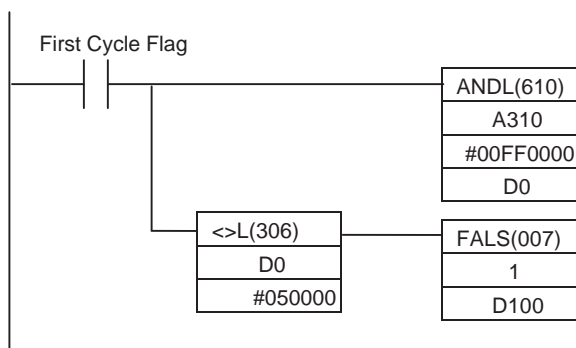 First Cycle Flag
ANDL(610)
A310
#00FF0000
D0
<>L(306)
D0
#050000
FALS(007)
1
D100